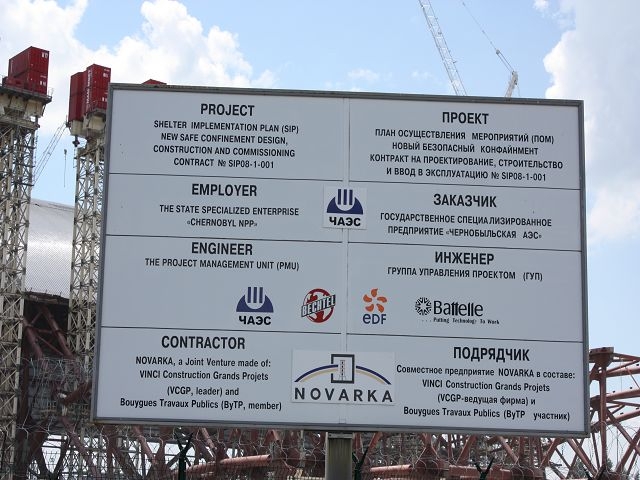 PROJECT
SHELTER IMPLEMENTATION PLAN (SIP)
NEW SAFE CONFINEMENT DESIGN,
CONSTRUCTION AND COMMISSIONING
CONTRACT № SIP08-1-001
ПРОЕКТ
ПЛАН ОСУЩЕСТВЛЕНИЯ МЕРОПРИЯТИЙ (ПОМ)
НОВЫЙ БЕЗОПАСНЫЙ КОНФАЙНМЕНТ
КОНТРАКТ НА ПРОЕКТИРОВАНИЕ, СТРОИТЕЛЬСТВО
И ВВОД В ЭКСПЛУАТАЦИЮ № SIP08-1-001
EMPLOYER
THE STATE SPECIALIZED ENTERPRISE
«CHERNOBYL NPP»
ЧАЭС
ЗАКАЗЧИК
ГОСУДАРСТВЕННОЕ СПЕЦИАЛИЗИРОВАННОЕ
ПРЕДПРИЯТИЕ «ЧЕРНОБЫЛЬСКАЯ АЭС»
ENGINEER
THE PROJECT MANAGEMENT UNIT (PMU)
ЧАЭС
BECHTEL
ИНЖЕНЕР
ГРУППА УПРАВЛЕНИЯ ПРОЕКТОМ (ГУП)
eDF
Battelle
. . . Putting Technology To Work
CONTRACTOR
NOVARKA, a Joint Venture made of:
VINCI Construction Grands Projets
(VCGP, leader) and
Bouygues Travaux Publics (ByTP, member)
NOVARKA
ПОДРЯДЧИК
Совместное предприятие NOVARKA в составе:
VINCI Construction Grands Projets
(VCGP-ведущая фирма) и
Bouygues Travaux Publics (ByTP участник)